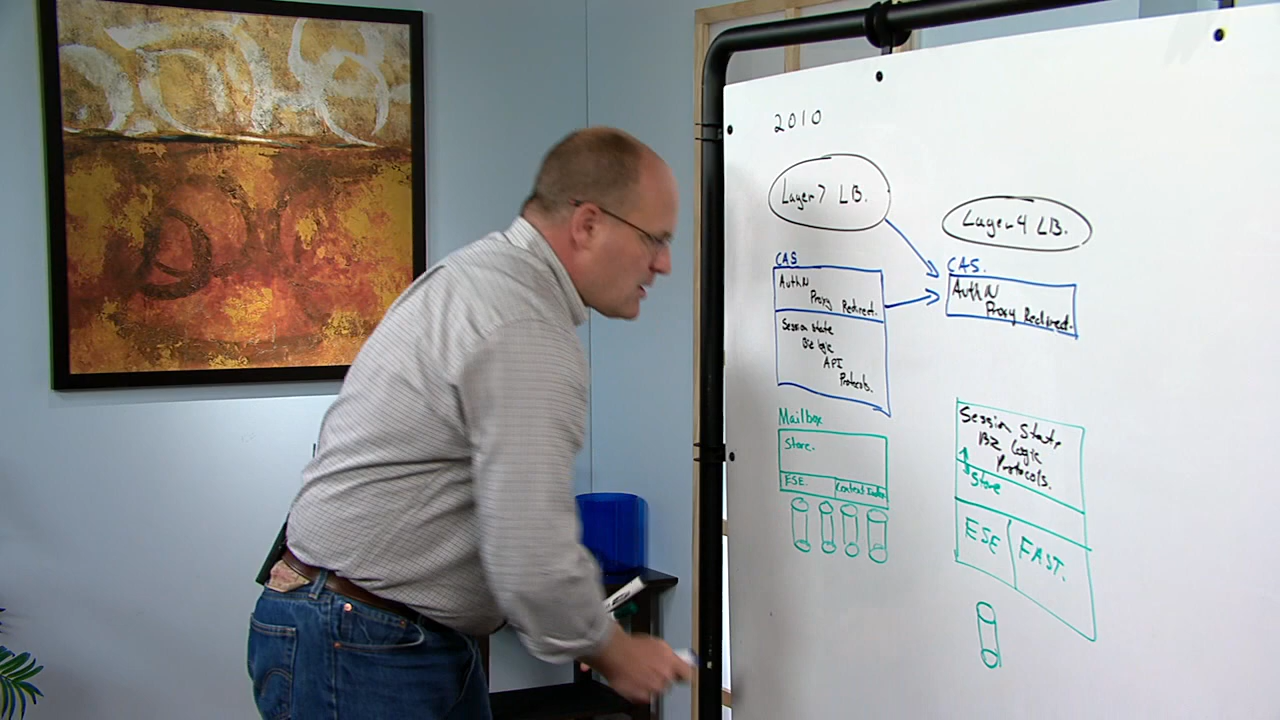 2010
Layer 7 LB.
CAS
AuthN
Proxy Redirect.
Session state
Biz logic
API
Protocols.
Mailbox
Store.
ESE.
Content Index
Layer 4 LB.
CAS.
AuthN
Proxy Redirect.
Session State
Biz Logic
Protocols.
Store
ESE
FAST.